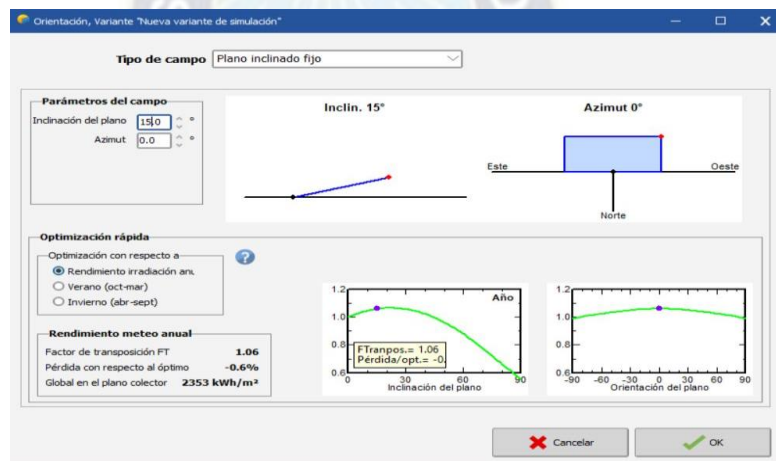 Orientación, Variante "Nueva variante de simulación"
Tipo de campo Plano inclinado fijo
Parámetros del campo
Inclinación del plano 15.0 °
Azimut 0.0 °
Inclin. 15°
Azimut 0°
Este
Oeste
Norte
Optimización rápida
Optimización con respecto a
Rendimiento irradiación anu
Verano (oct-mar)
Invierno (abr-sept)
?
Rendimiento meteo anual
Factor de transposición FT 1.06
Pérdida con respecto al óptimo -0.6%
Global en el plano colector 2353 kWh/m²
Año
1.2
1.0
0.8
0.6
FTranpos.= 1.06
Pérdida/opt.= -0.
0 30 60 90
Inclinación del plano
1.2
1.0
0.8
0.6
-90 -60 -30 0 30 60 90
Orientación del plano
Cancelar
OK